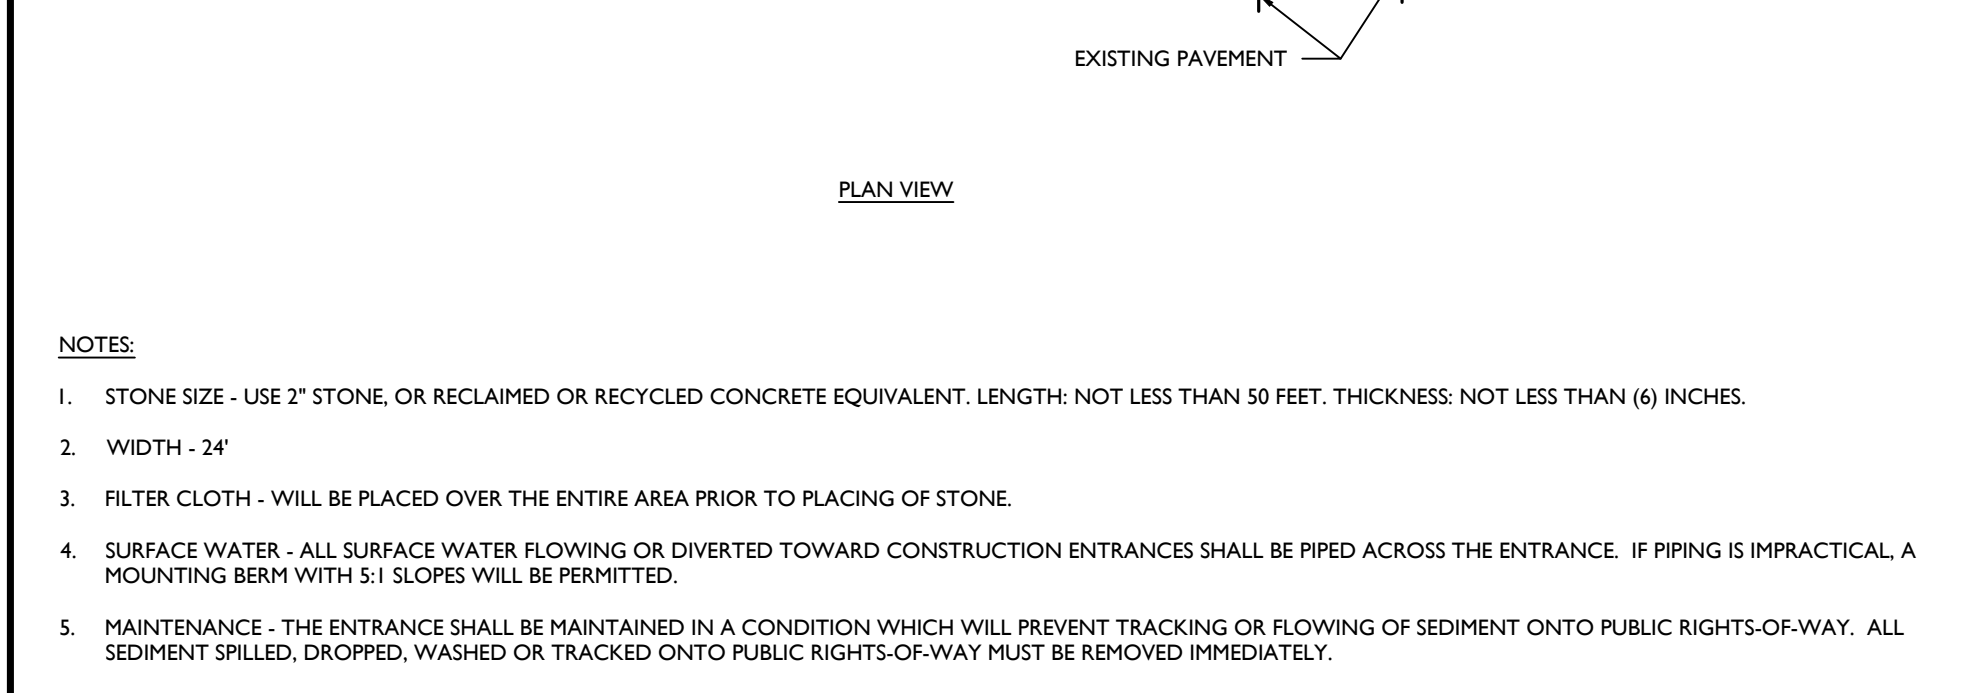 EXISTING PAVEMENT
PLAN VIEW
NOTES:
1. STONE SIZE - USE 2" STONE, OR RECLAIMED OR RECYCLED CONCRETE EQUIVALENT. LENGTH: NOT LESS THAN 50 FEET. THICKNESS: NOT LESS THAN (6) INCHES.
2. WIDTH - 24'
3. FILTER CLOTH - WILL BE PLACED OVER THE ENTIRE AREA PRIOR TO PLACING OF STONE.
4. SURFACE WATER - ALL SURFACE WATER FLOWING OR DIVERTED TOWARD CONSTRUCTION ENTRANCES SHALL BE PIPED ACROSS THE ENTRANCE. IF PIPING IS IMPRACTICAL, A
MOUNTING BERM WITH 5:1 SLOPES WILL BE PERMITTED.
5. MAINTENANCE - THE ENTRANCE SHALL BE MAINTAINED IN A CONDITION WHICH WILL PREVENT TRACKING OR FLOWING OF SEDIMENT ONTO PUBLIC RIGHTS-OF-WAY. ALL
SEDIMENT SPILLED, DROPPED, WASHED OR TRACKED ONTO PUBLIC RIGHTS-OF-WAY MUST BE REMOVED IMMEDIATELY.